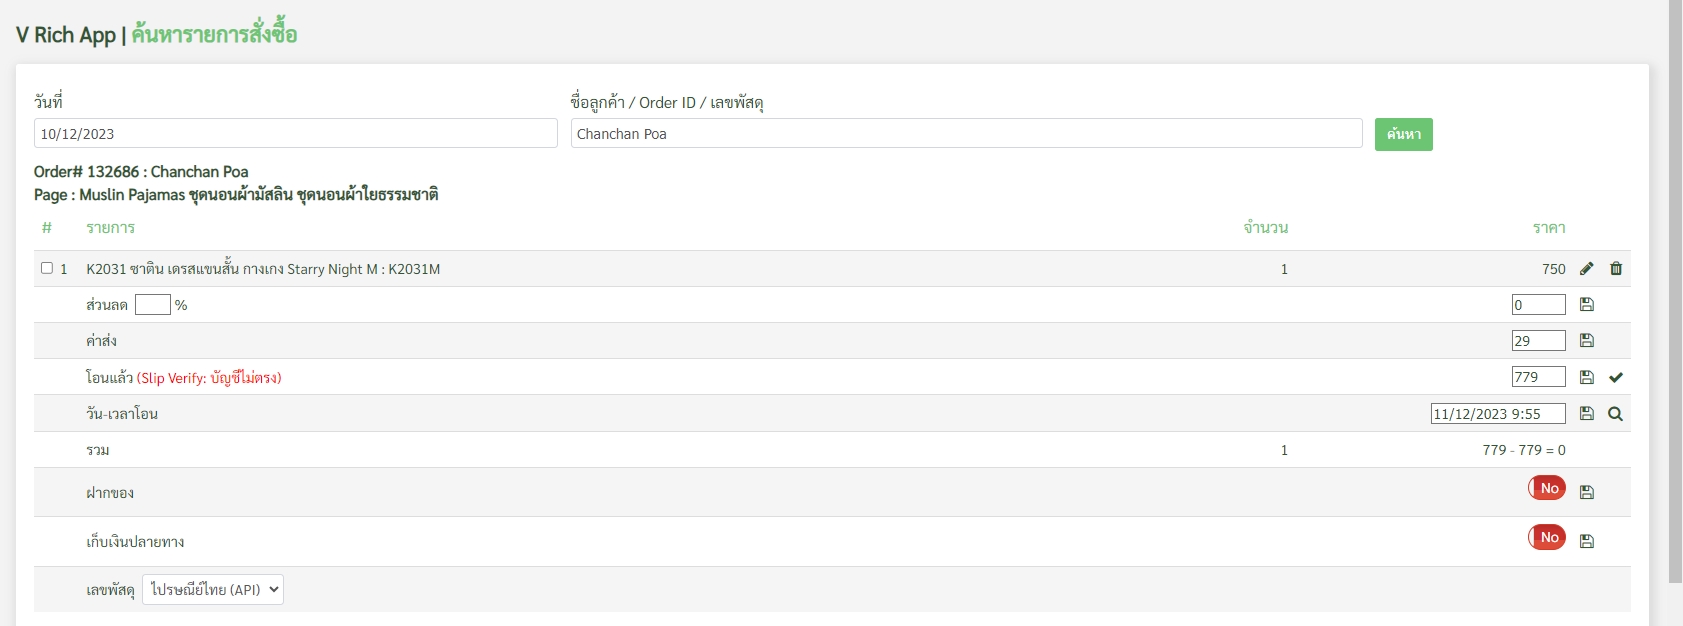 V Rich App | ค้นหารายการสั่งซื้อ
วันที่ ชื่อลูกค้า / Order ID / เลขพัสดุ
10/12/2023 Chanchan Poa ค้นหา
Order# 132686 : Chanchan Poa
Page : Muslin Pajamas ชุดนอนผ้ามัสลิน ชุดนอนผ้าใยธรรมชาติ
# รายการ จำนวน ราคา
1 K2031 ซาติน เดรสแขนสั้น กางเกง Starry Night M : K2031M 1 750
ส่วนลด % 0
ค่าส่ง 29
โอนแล้ว (Slip Verify: บัญชีไม่ตรง) 779
วัน-เวลาโอน 11/12/2023 9:55
รวม 1 779 - 779 = 0
ฝากของ No
เก็บเงินปลายทาง No
เลขพัสดุ ไปรษณีย์ไทย (API)